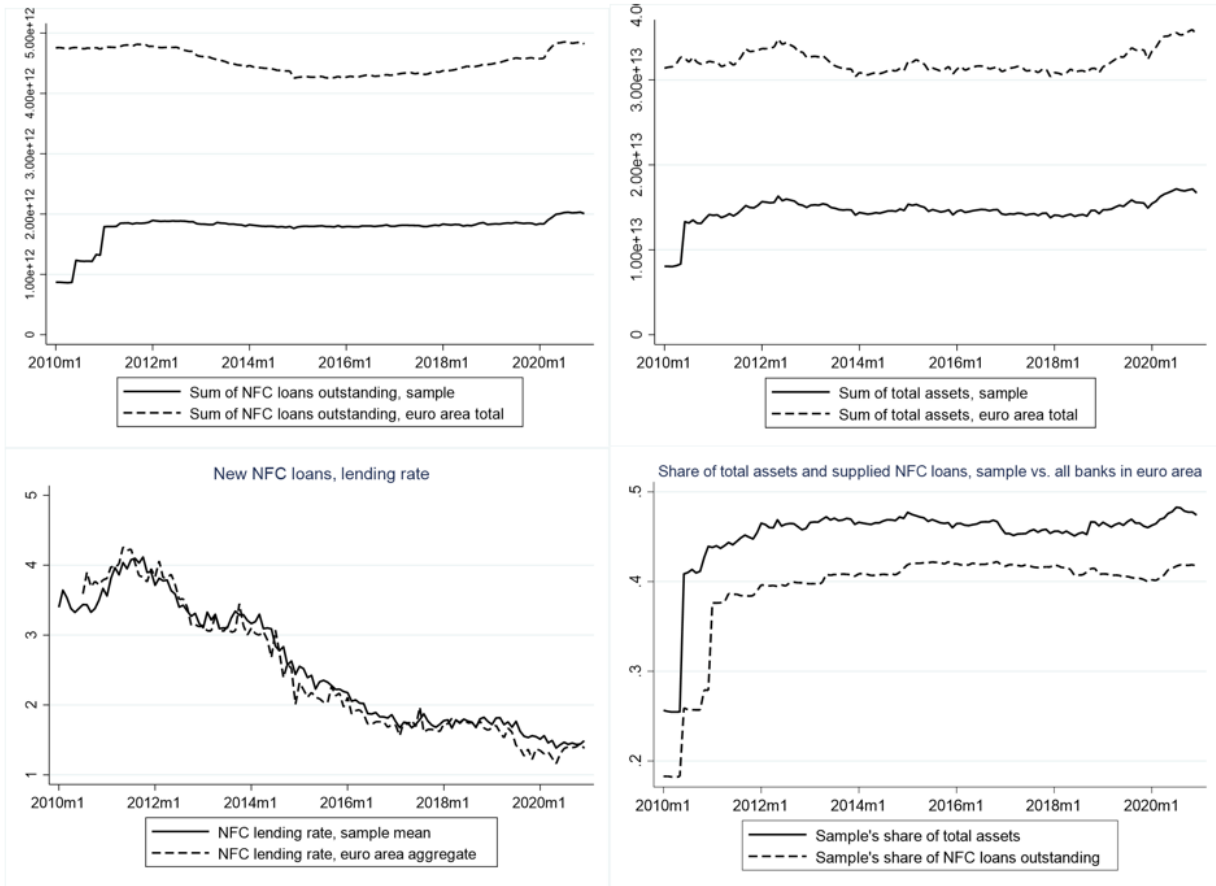 5.00e+12
4.00e+12
3.00e+12
2.00e+12
1.00e+12
0
2010m1 2012m1 2014m1 2016m1 2018m1 2020m1
Sum of NFC loans outstanding, sample
Sum of NFC loans outstanding, euro area total
3.00e+13
2.00e+13
1.00e+13
0
2010m1 2012m1 2014m1 2016m1 2018m1 2020m1
Sum of total assets, sample
Sum of total assets, euro area total
New NFC loans, lending rate
5
4
3
2
1
2010m1 2012m1 2014m1 2016m1 2018m1 2020m1
NFC lending rate, sample mean
NFC lending rate, euro area aggregate
Share of total assets and supplied NFC loans, sample vs. all banks in euro area
.5
.4
.3
.2
2010m1 2012m1 2014m1 2016m1 2018m1 2020m1
Sample's share of total assets
Sample's share of NFC loans outstanding